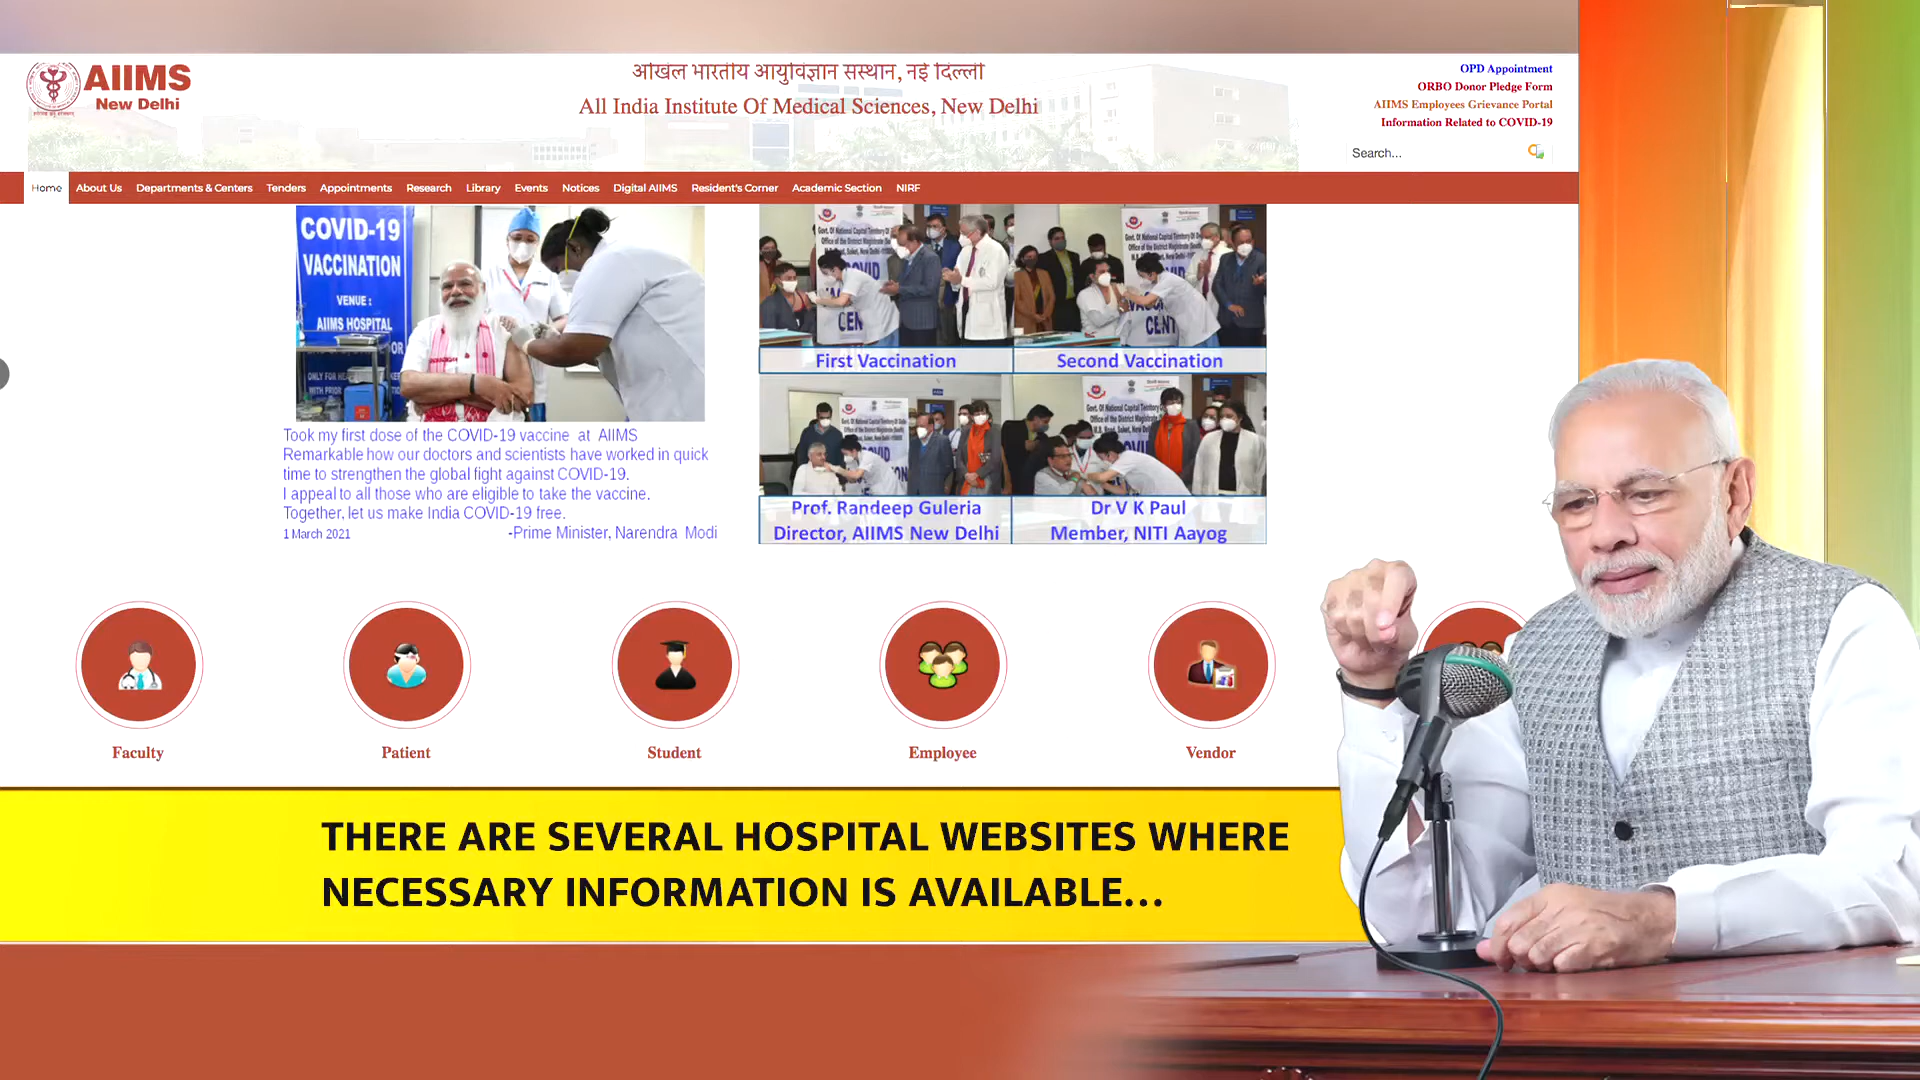 AIIMS
New Delhi
अखिल भारतीय आयुर्विज्ञान संस्थान, नई दिल्ली
All India Institute Of Medical Sciences, New Delhi
OPD Appointment
ORBO Donor Pledge Form
AIIMS Employees Grievance Portal
Information Related to COVID-19
Search...
Home About Us Departments & Centers Tenders Appointments Research Library Events Notices Digital AIIMS Resident's Corner Academic Section NIRF
COVID-19
VACCINATION
VENUE :
AIIMS HOSPITAL
Took my first dose of the COVID-19 vaccine at AIIMS
Remarkable how our doctors and scientists have worked in quick
time to strengthen the global fight against COVID-19.
I appeal to all those who are eligible to take the vaccine.
Together, let us make India COVID-19 free.
1 March 2021 -Prime Minister, Narendra Modi
First Vaccination
Second Vaccination
Prof. Randeep Guleria
Director, AIIMS New Delhi
Dr V K Paul
Member, NITI Aayog
Faculty
Patient
Student
Employee
Vendor
THERE ARE SEVERAL HOSPITAL WEBSITES WHERE
NECESSARY INFORMATION IS AVAILABLE...